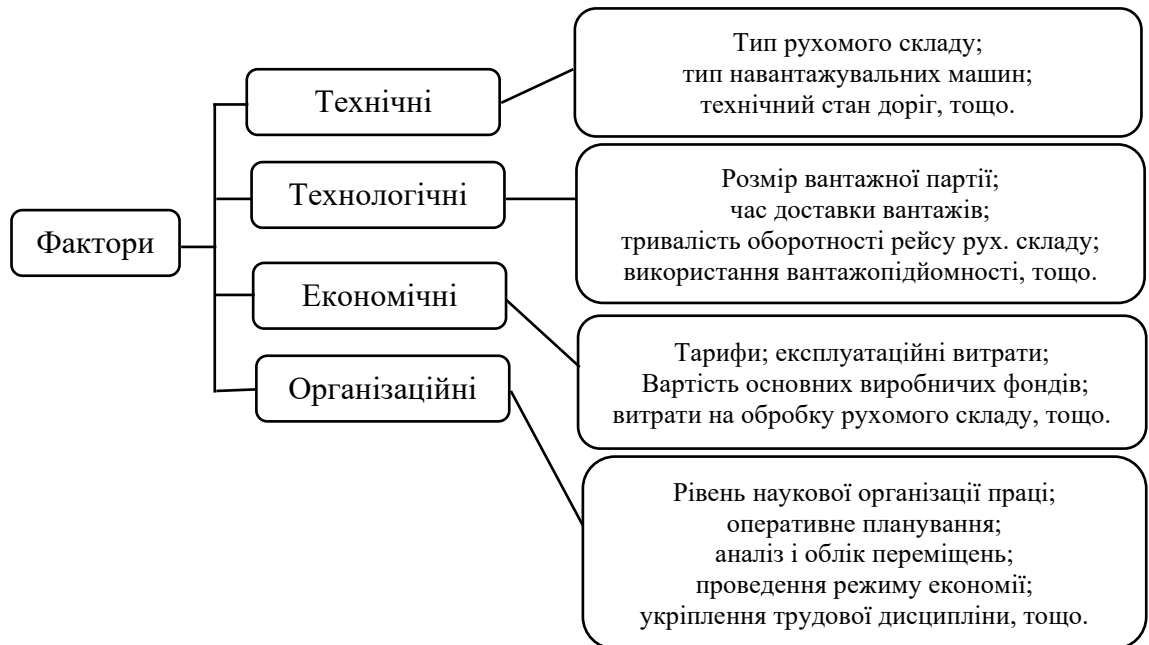 Фактори
Технічні
Тип рухомого складу;
тип навантажувальних машин;
технічний стан доріг, тощо.
Технологічні
Розмір вантажної партії;
час доставки вантажів;
тривалість оборотності рейсу рух. складу;
використання вантажопідйомності, тощо.
Економічні
Тарифи; експлуатаційні витрати;
Вартість основних виробничих фондів;
витрати на обробку рухомого складу, тощо.
Організаційні
Рівень наукової організації праці;
оперативне планування;
аналіз і облік переміщень;
проведення режиму економії;
укріплення трудової дисципліни, тощо.